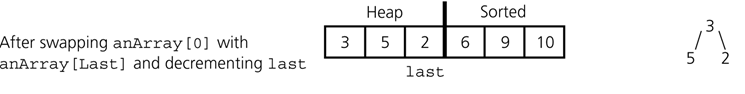 Heap Sorted
After swapping anArray[0] with
anArray[Last] and decrementing last
3 5 2 6 9 10
last
3
5 2